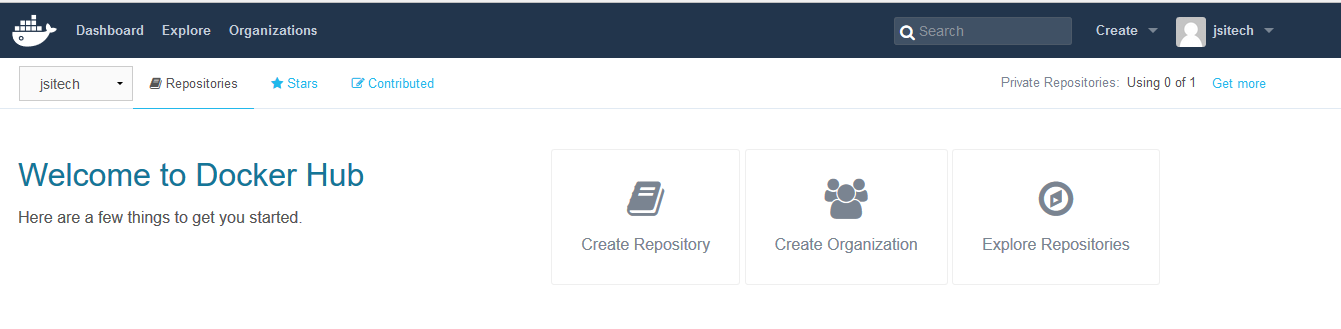 Dashboard Explore Organizations Search Create jsitech
jsitech Repositories Stars Contributed Private Repositories: Using 0 of 1 Get more
Welcome to Docker Hub
Here are a few things to get you started.
Create Repository Create Organization Explore Repositories